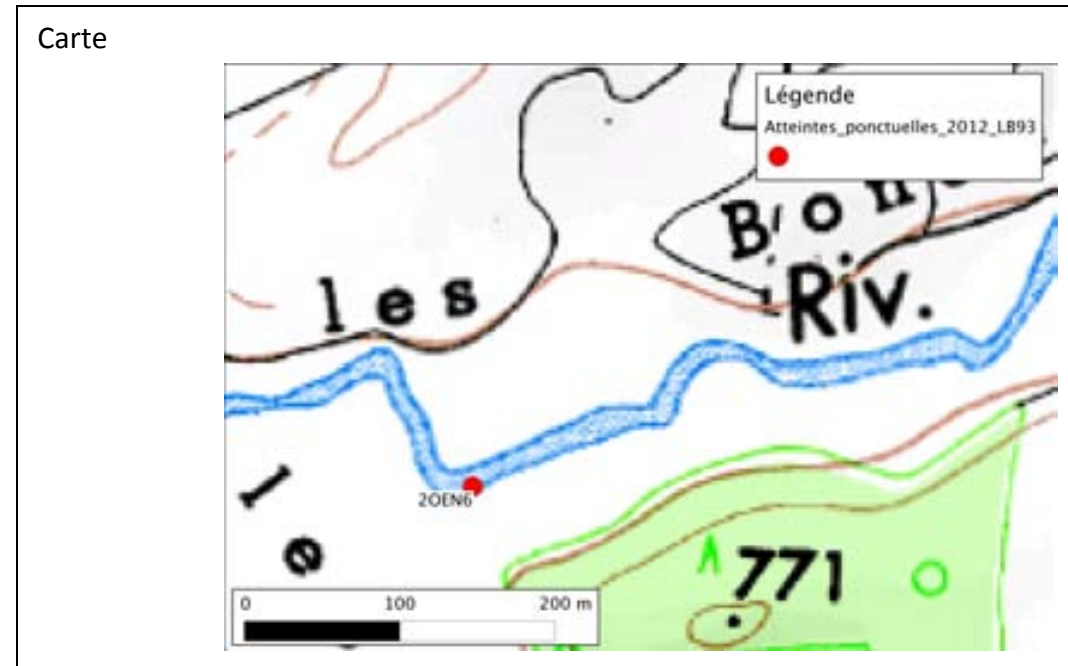 Carte
Légende
Atteintes_ponctuelles_2012_LB93
les
Riv.
2OEN6
l
e
771
0 100 200 m